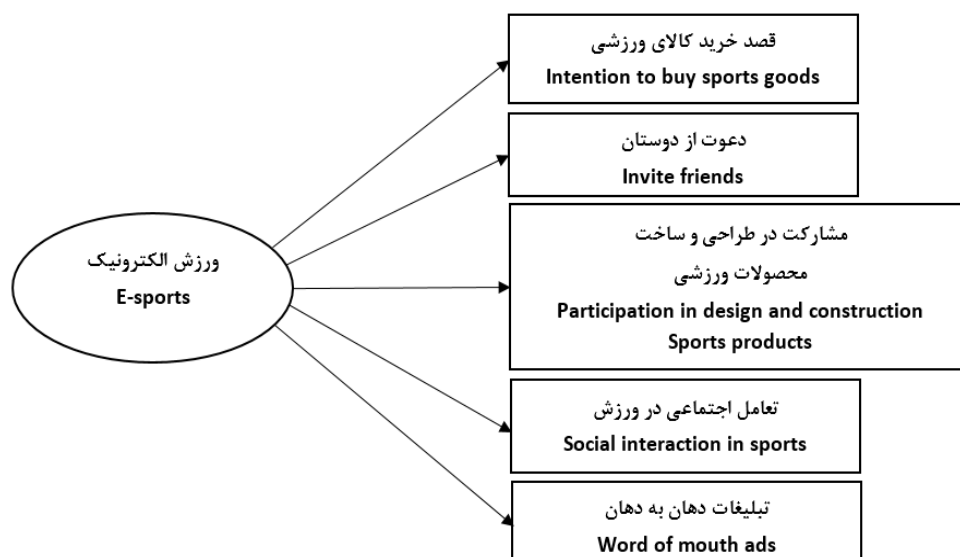 قصد خرید کالای ورزشی
Intention to buy sports goods
دعوت از دوستان
Invite friends
ورزش الکترونیک
E-sports
مشارکت در طراحی و ساخت
محصولات ورزشی
Participation in design and construction
Sports products
تعامل اجتماعی در ورزش
Social interaction in sports
تبلیغات دهان به دهان
Word of mouth ads